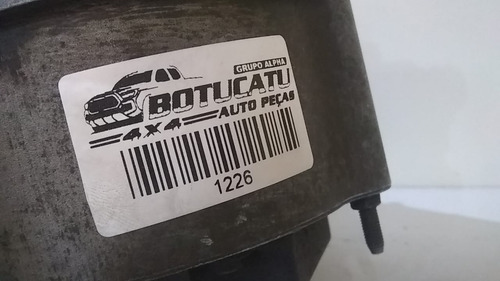 GRUPO ALPHA
BOTUCATU
4X4 AUTO PEÇAS
1226